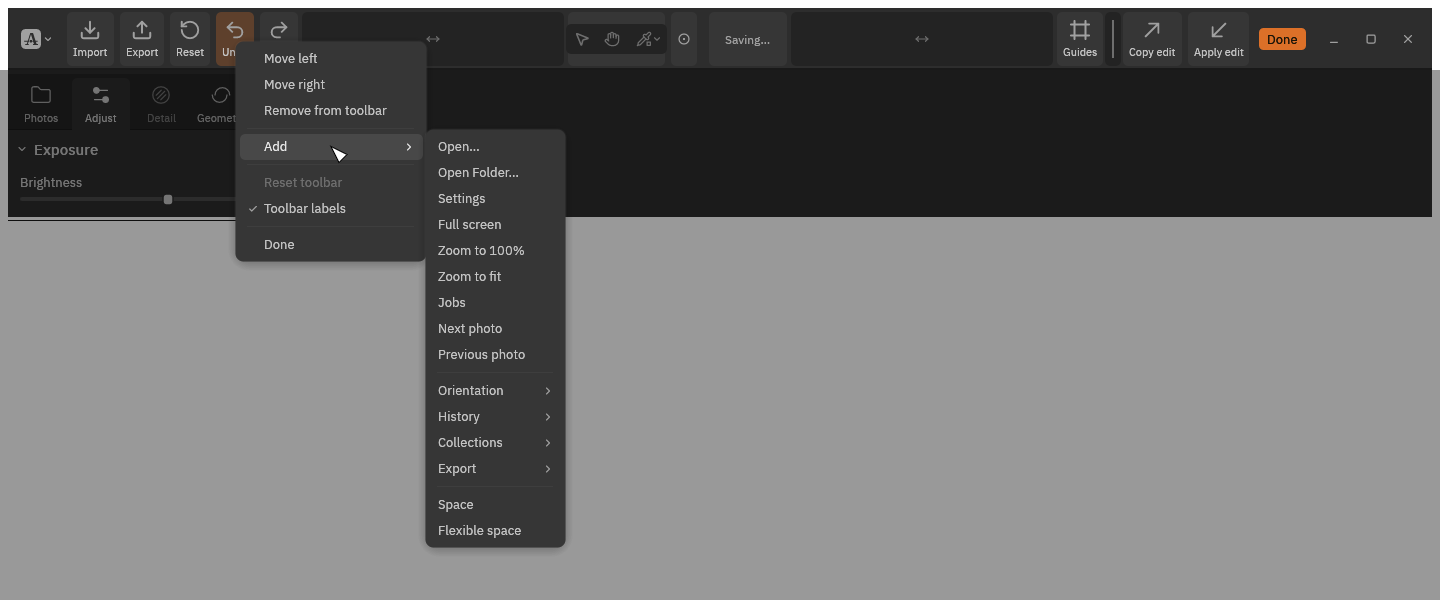 A
Import
Export
Reset
Un
Saving...
Guides
Copy edit
Apply edit
Done
Photos
Adjust
Detail
Geomet
Exposure
Brightness
Move left
Move right
Remove from toolbar
Add
Reset toolbar
Toolbar labels
Done
Open...
Open Folder...
Settings
Full screen
Zoom to 100%
Zoom to fit
Jobs
Next photo
Previous photo
Orientation
History
Collections
Export
Space
Flexible space